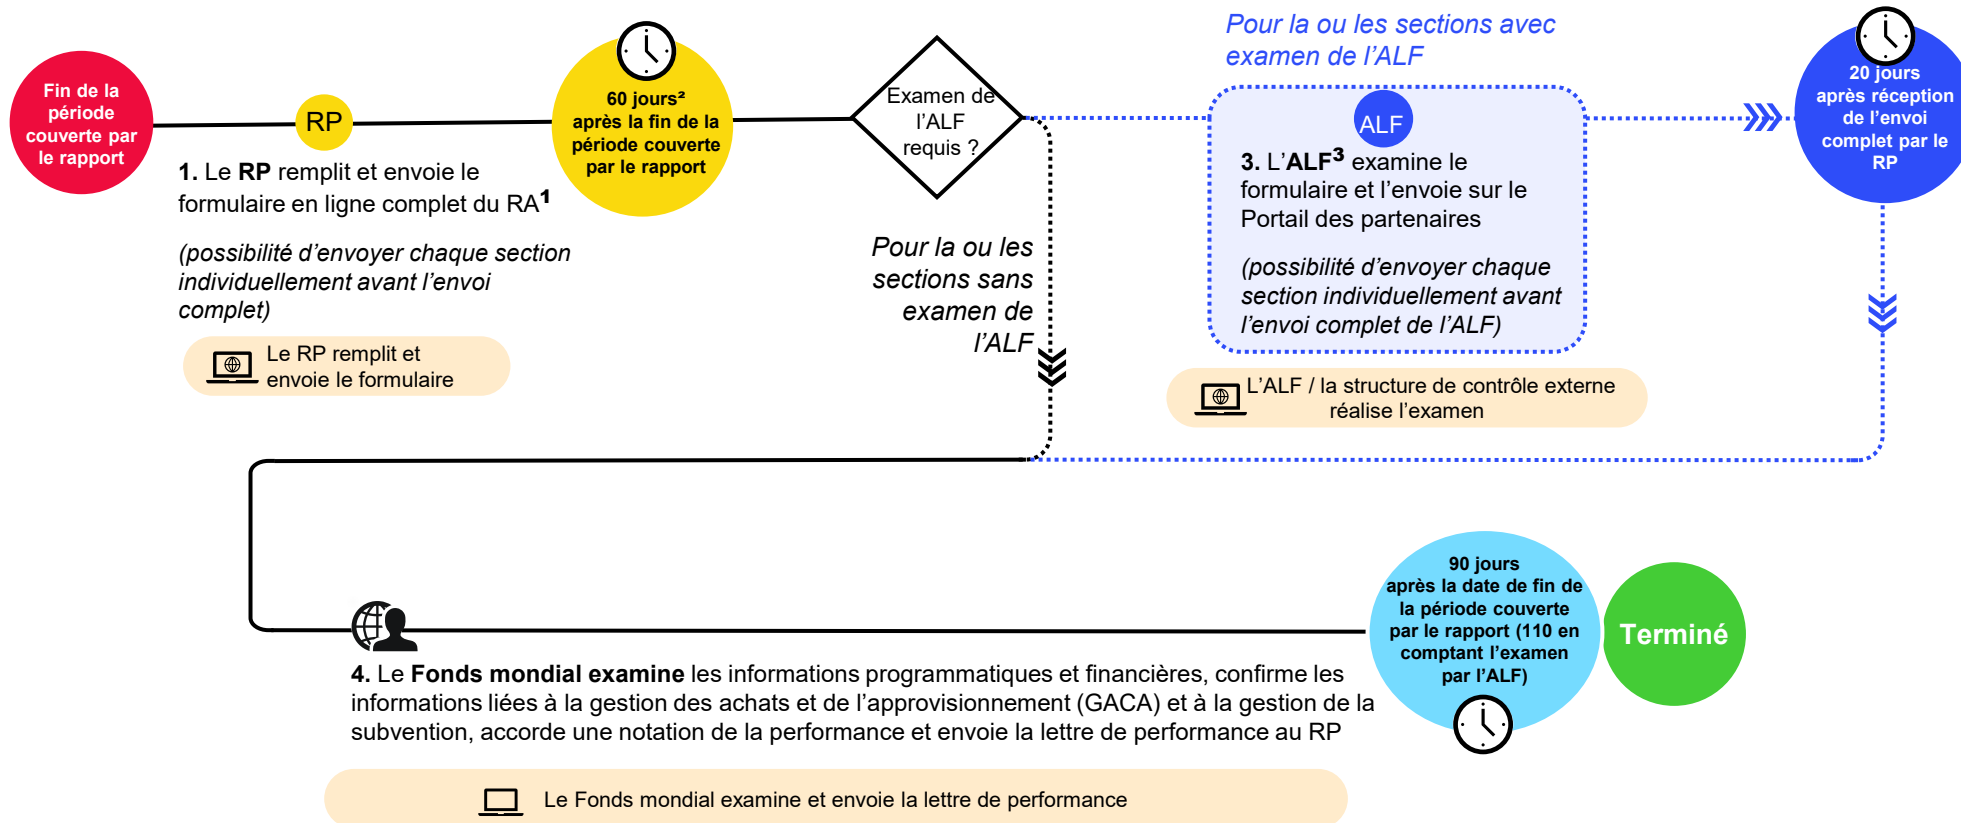 Fin de la
période
couverte par
le rapport
RP
1. Le RP remplit et envoie le
formulaire en ligne complet du RA¹
(possibilité d’envoyer chaque section
individuellement avant l’envoi
complet)
Le RP remplit et
envoie le formulaire
60 jours²
après la fin de la
période couverte
par le rapport
Examen de
l’ALF
requis ?
Pour la ou les
sections sans
examen de
l’ALF
Pour la ou les sections avec
examen de l’ALF
ALF
3. L’ALF³ examine le
formulaire et l’envoie sur le
Portail des partenaires
(possibilité d’envoyer chaque
section individuellement avant
l’envoi complet de l’ALF)
L’ALF / la structure de contrôle externe
réalise l’examen
20 jours
après réception
de l’envoi
complet par le
RP
4. Le Fonds mondial examine les informations programmatiques et financières, confirme les
informations liées à la gestion des achats et de l’approvisionnement (GACA) et à la gestion de la
subvention, accorde une notation de la performance et envoie la lettre de performance au RP
Le Fonds mondial examine et envoie la lettre de performance
90 jours
après la date de fin de
la période couverte
par le rapport (110 en
comptant l’examen
par l’ALF)
Terminé